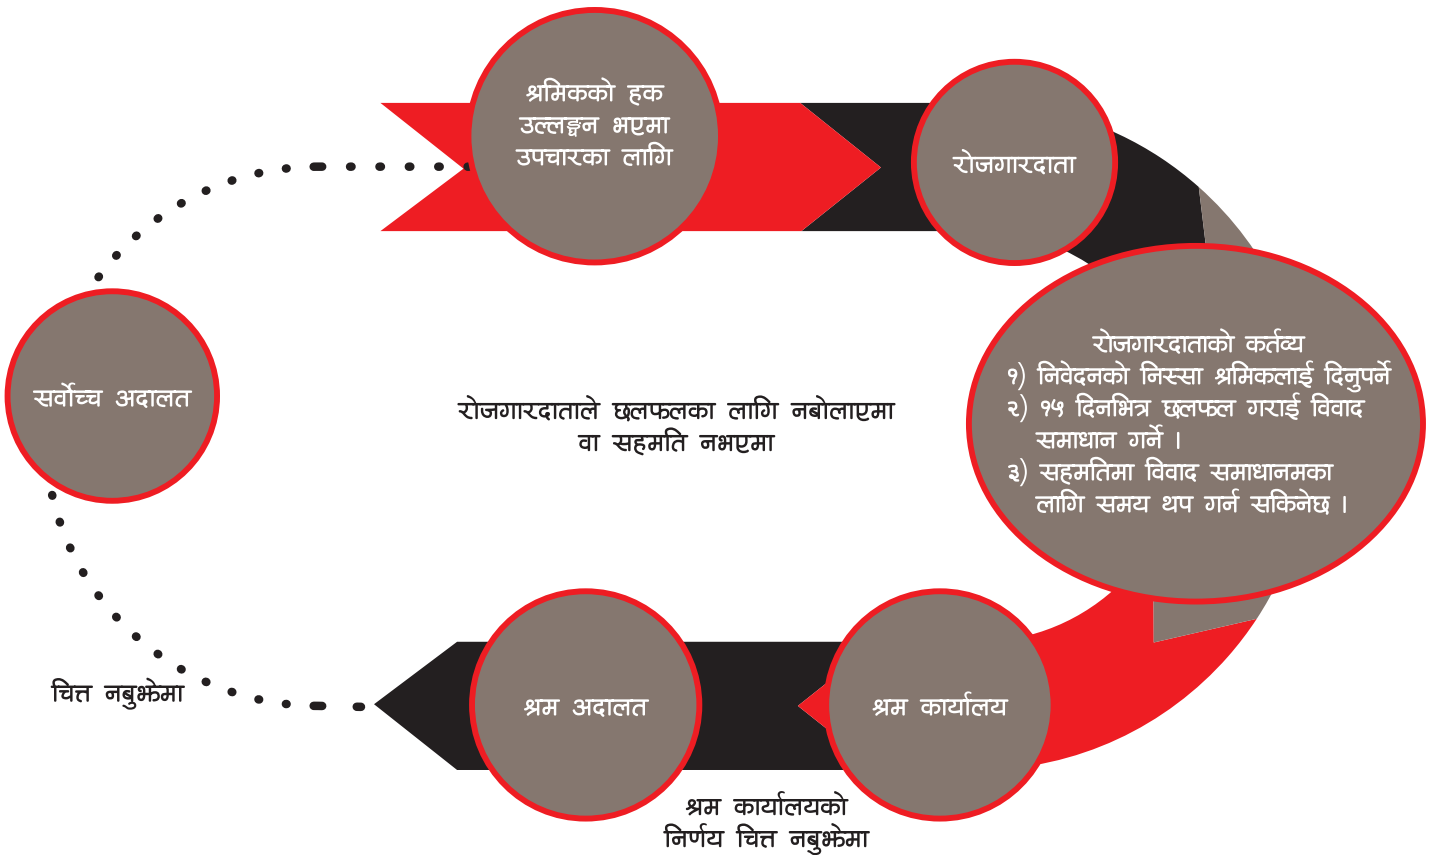 श्रमिकको हक
उल्लङ्घन भएमा
उपचारका लागि
रोजगारदाता
रोजगारदाताको कर्तव्य
१) निवेदनको निस्सा श्रमिकलाई दिनुपर्ने
२) १५ दिनभित्र छलफल गराई विवाद
समाधान गर्ने ।
३) सहमतिमा विवाद समाधानमका
लागि समय थप गर्न सकिनेछ ।
रोजगारदाताले छलफलका लागि नबोलाएमा
वा सहमति नभएमा
श्रम कार्यालय
श्रम कार्यालयको
निर्णय चित्त नबुझेमा
श्रम अदालत
चित्त नबुझेमा
सर्वोच्च अदालत